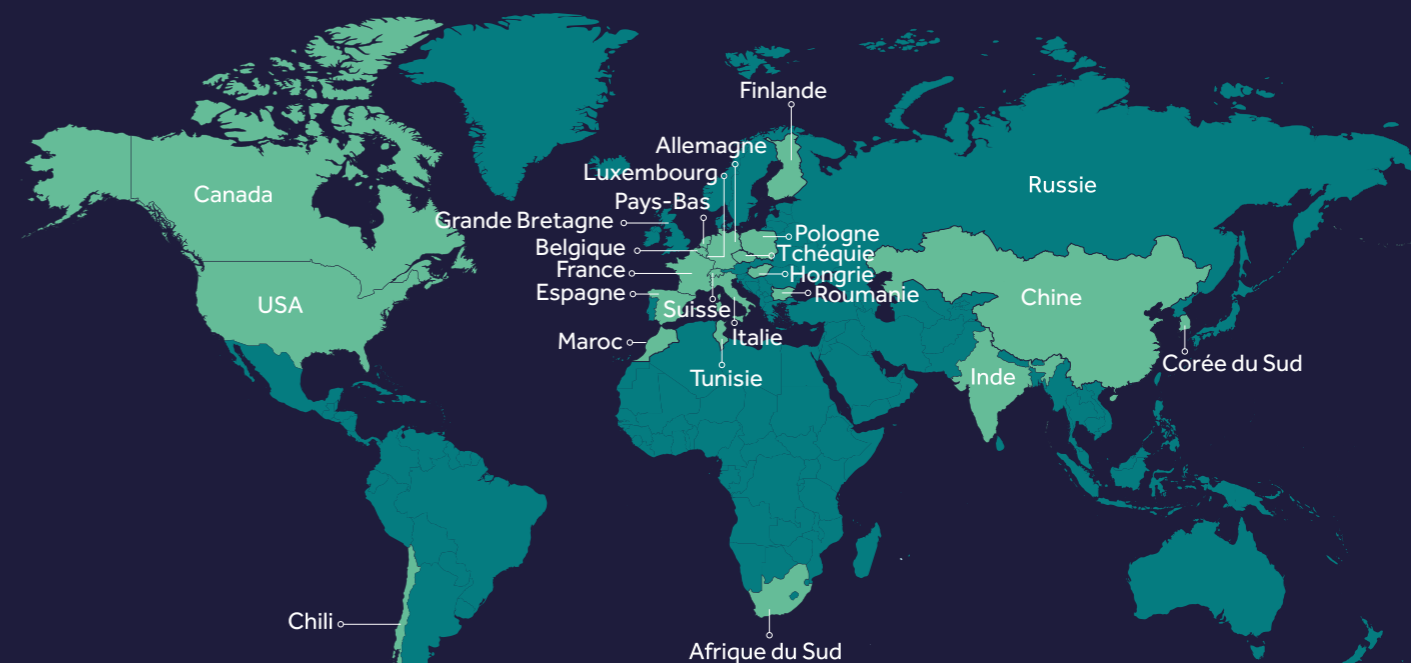 Finlande
Allemagne
Luxembourg
Pays-Bas
Canada
Russie
Grande Bretagne
Pologne
Belgique
Tchéquie
France
Hongrie
Espagne
Roumanie
USA
Chine
Suisse
Italie
Maroc
Corée du Sud
Tunisie
Inde
Chili
Afrique du Sud